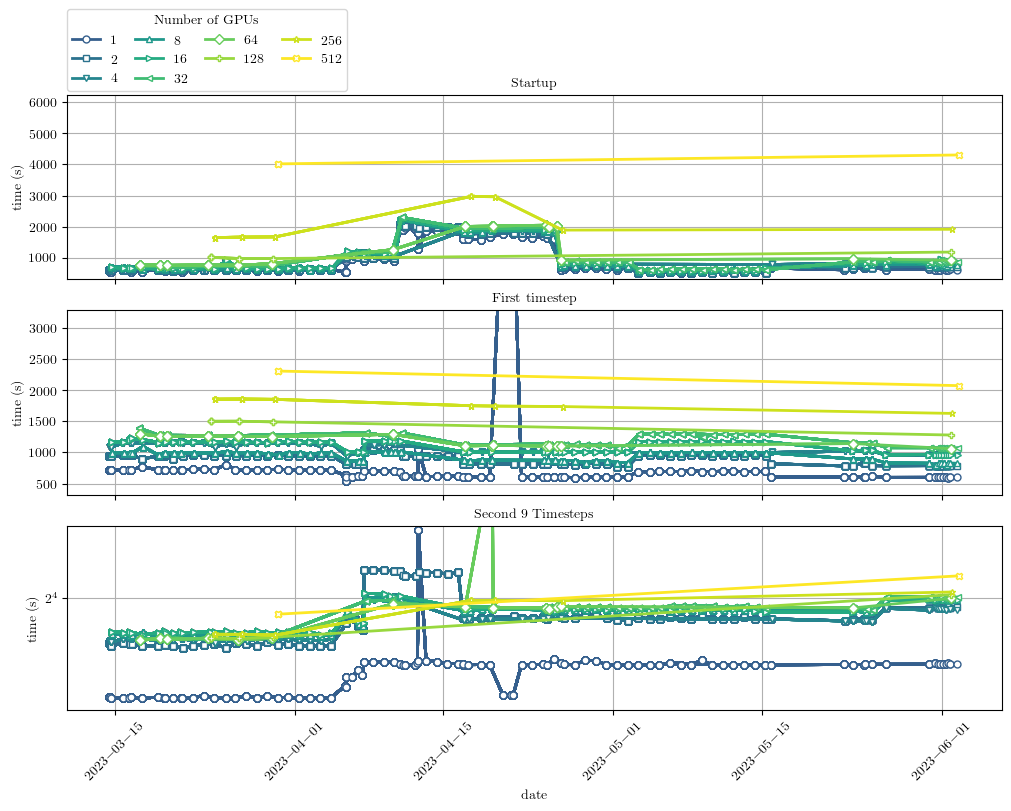 Number of GPUs
1 8 64 256
2 16 128 512
4 32
Startup
6000
5000
4000
3000
2000
1000
time (s)
First timestep
3000
2500
2000
1500
1000
500
time (s)
Second 9 Timesteps
2^4
time (s)
2023−03−15 2023−04−01 2023−04−15 2023−05−01 2023−05−15 2023−06−01
date